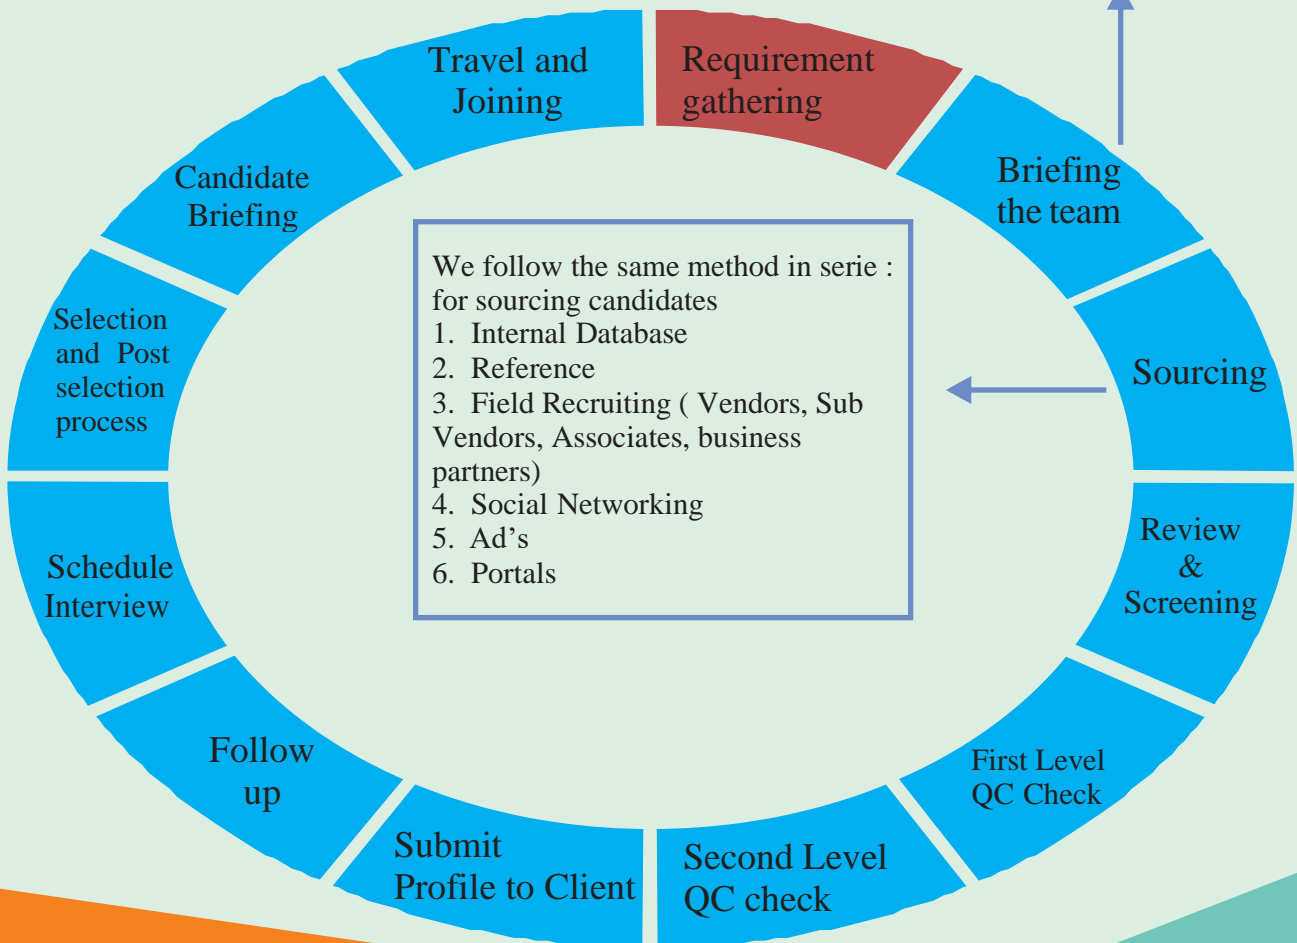 Travel and
Joining
Requirement
gathering
Briefing
the team
Sourcing
Review
&
Screening
First Level
QC Check
Second Level
QC check
Submit
Profile to Client
Follow
up
Schedule
Interview
Selection
and Post
selection
process
Candidate
Briefing
We follow the same method in serie :
for sourcing candidates
1. Internal Database
2. Reference
3. Field Recruiting ( Vendors, Sub
Vendors, Associates, business
partners)
4. Social Networking
5. Ad’s
6. Portals